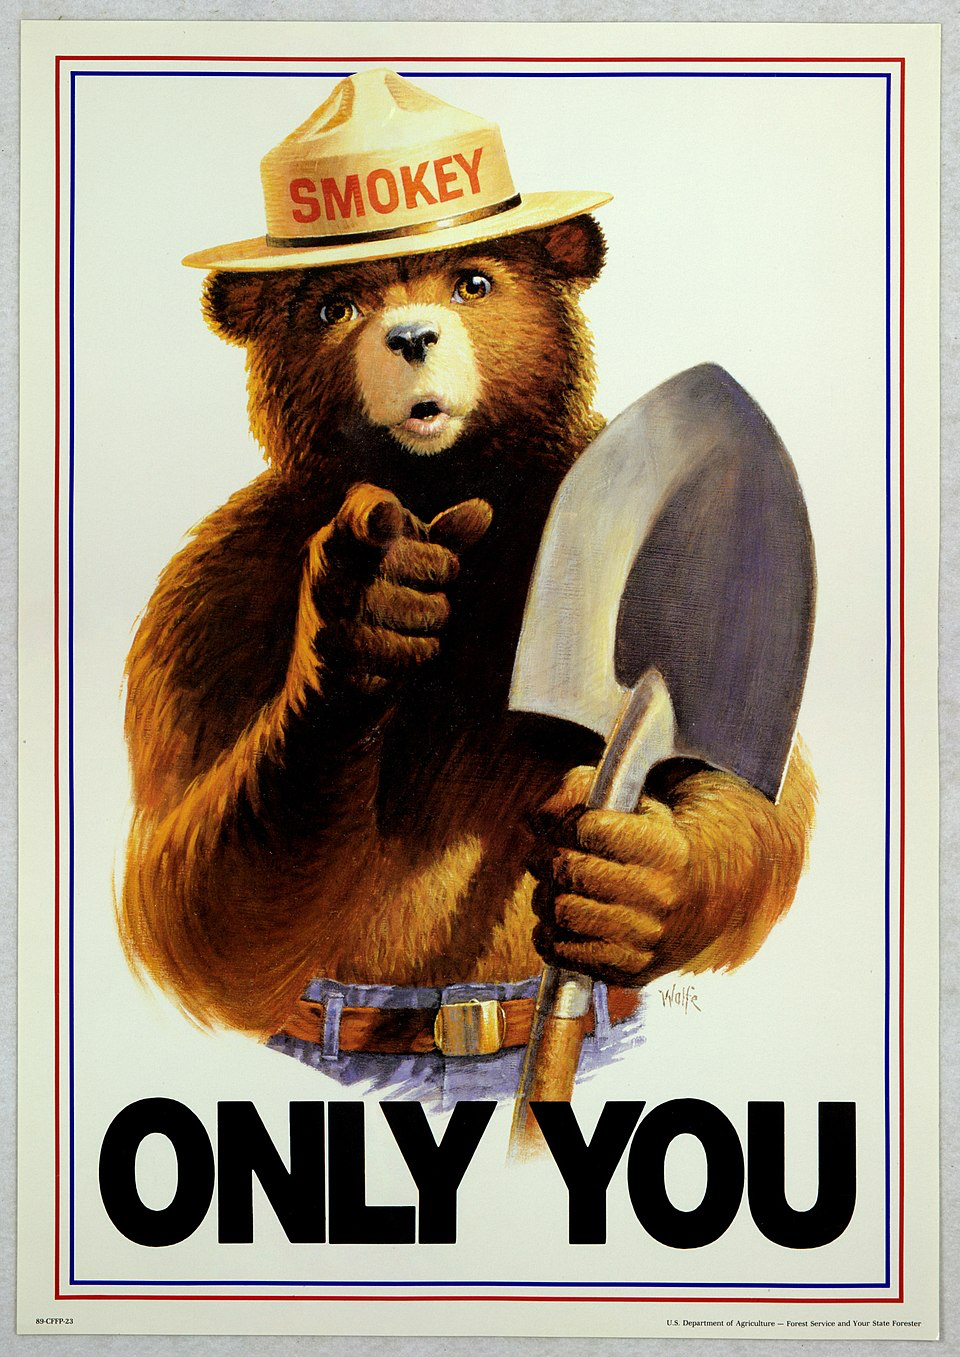 SMOKEY
Wolfe
ONLY YOU
89-CFFP-23
U.S. Department of Agriculture — Forest Service and Your State Forester